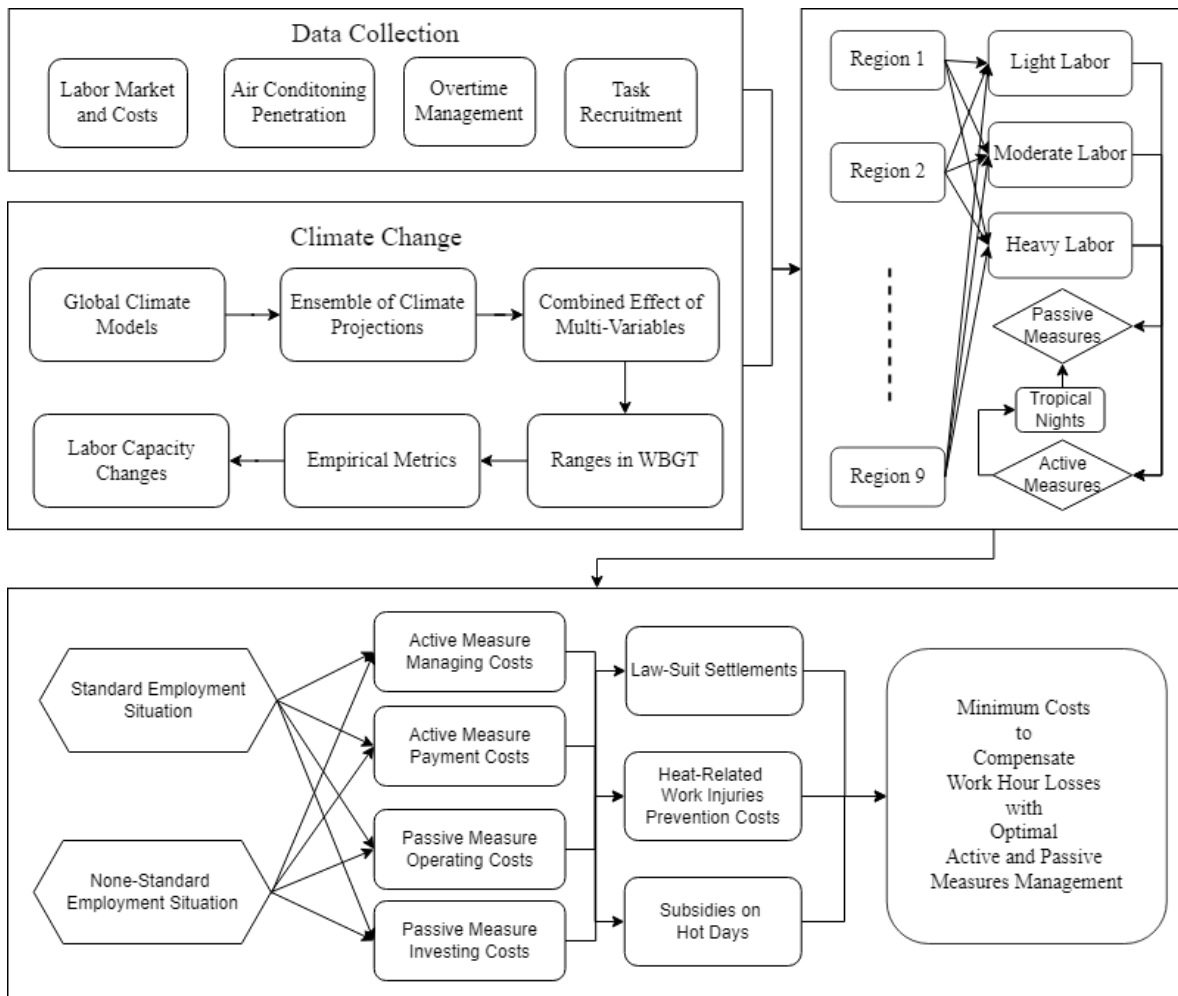 Data Collection
Labor Market
and Costs
Air Conditoning
Penetration
Overtime
Management
Task
Recruitment
Climate Change
Global Climate
Models
Ensemble of Climate
Projections
Combined Effect of
Multi-Variables
Labor Capacity
Changes
Empirical Metrics
Ranges in WBGT
Region 1
Light Labor
Region 2
Moderate Labor
Heavy Labor
Passive
Measures
Tropical
Nights
Region 9
Active
Measures
Standard Employment
Situation
None-Standard
Employment Situation
Active Measure
Managing Costs
Active Measure
Payment Costs
Passive Measure
Operating Costs
Passive Measure
Investing Costs
Law-Suit Settlements
Heat-Related
Work Injuries
Prevention Costs
Subsidies on
Hot Days
Minimum Costs
to
Compensate
Work Hour Losses
with
Optimal
Active and Passive
Measures Management